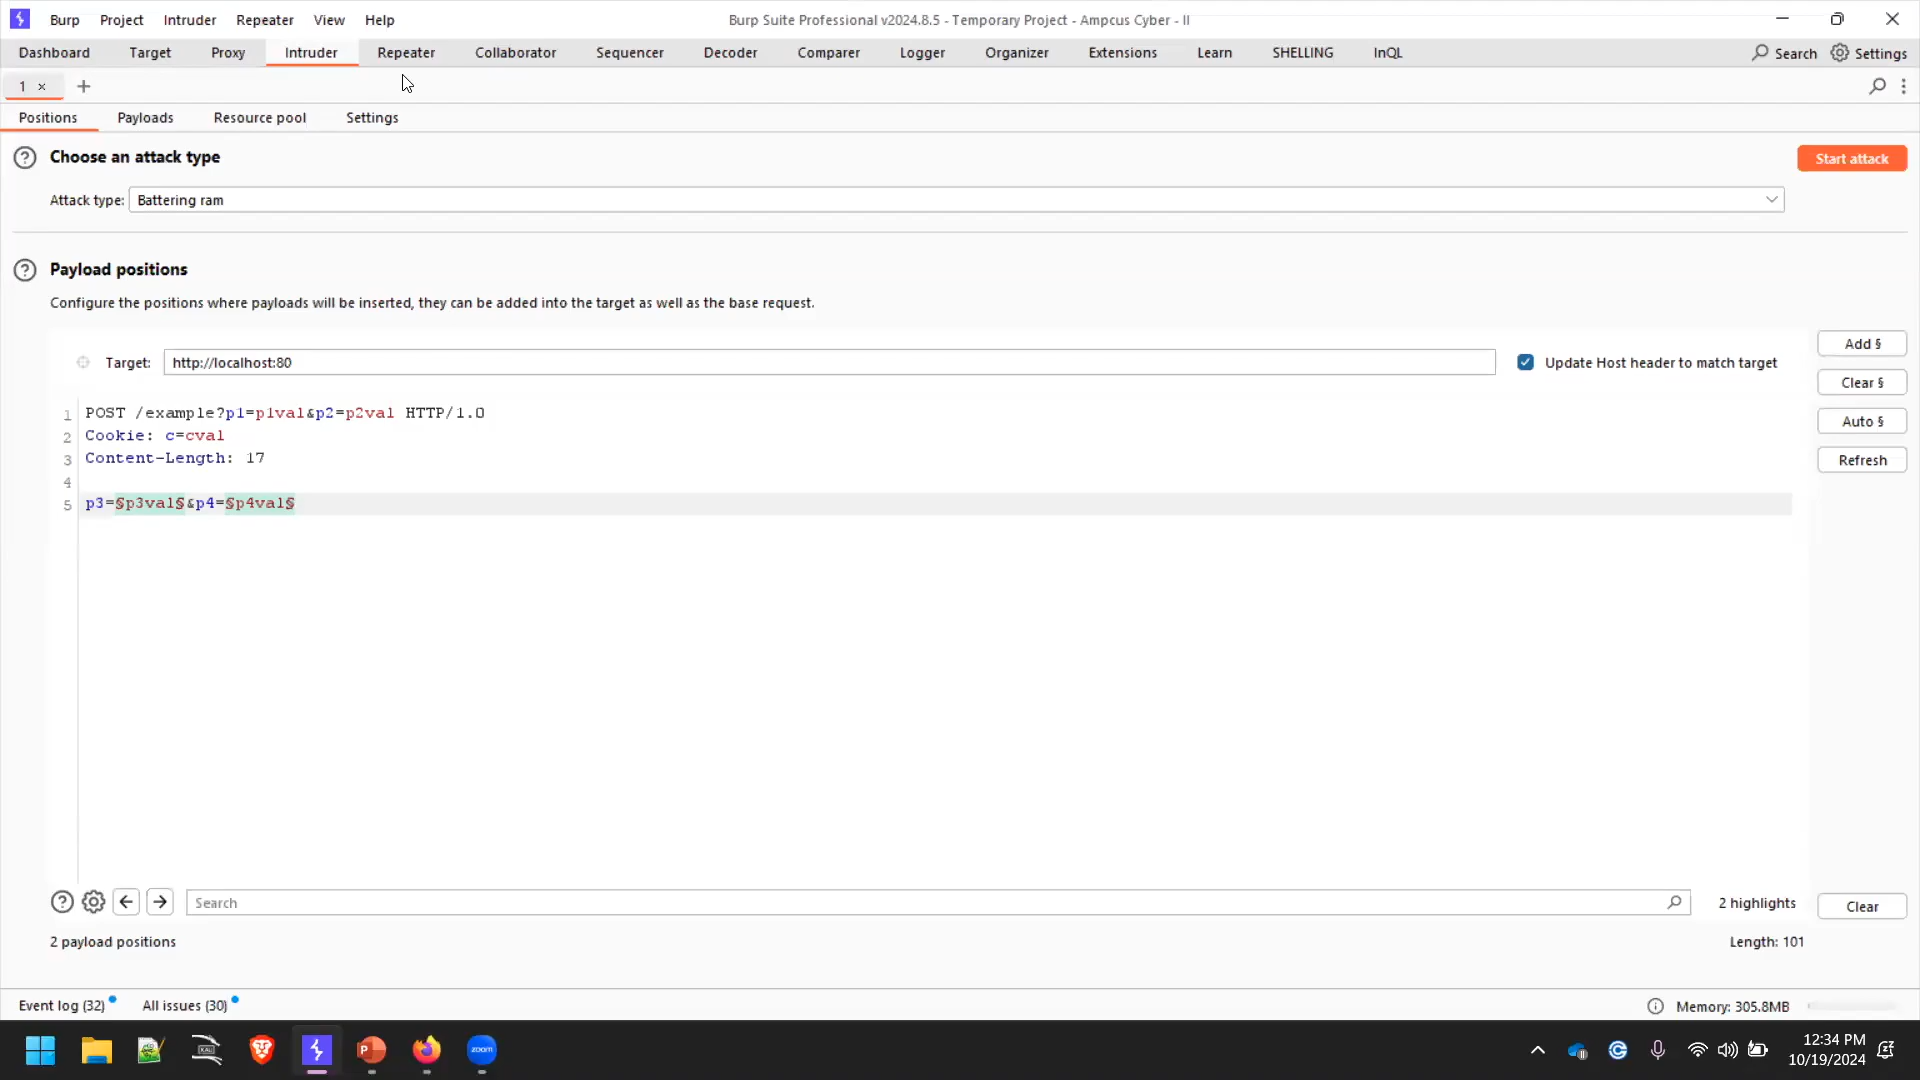 Burp Project Intruder Repeater View Help Burp Suite Professional v2024.8.5 - Temporary Project - Ampcus Cyber - II
Dashboard Target Proxy Intruder Repeater Collaborator Sequencer Decoder Comparer Logger Organizer Extensions Learn SHELLING InQL Search Settings
1 × +
Positions Payloads Resource pool Settings
? Choose an attack type Start attack
Attack type: Battering ram
? Payload positions
Configure the positions where payloads will be inserted, they can be added into the target as well as the base request.
Target: http://localhost:80 Update Host header to match target Add §
Clear §
Auto §
Refresh
1 POST /example?p1=p1val&p2=p2val HTTP/1.0
2 Cookie: c=cval
3 Content-Length: 17
4
5 p3=§p3val§&p4=§p4val§
? Search 2 highlights Clear
2 payload positions Length: 101
Event log (32) All issues (30) Memory: 305.8MB
zoom
12:34 PM
10/19/2024